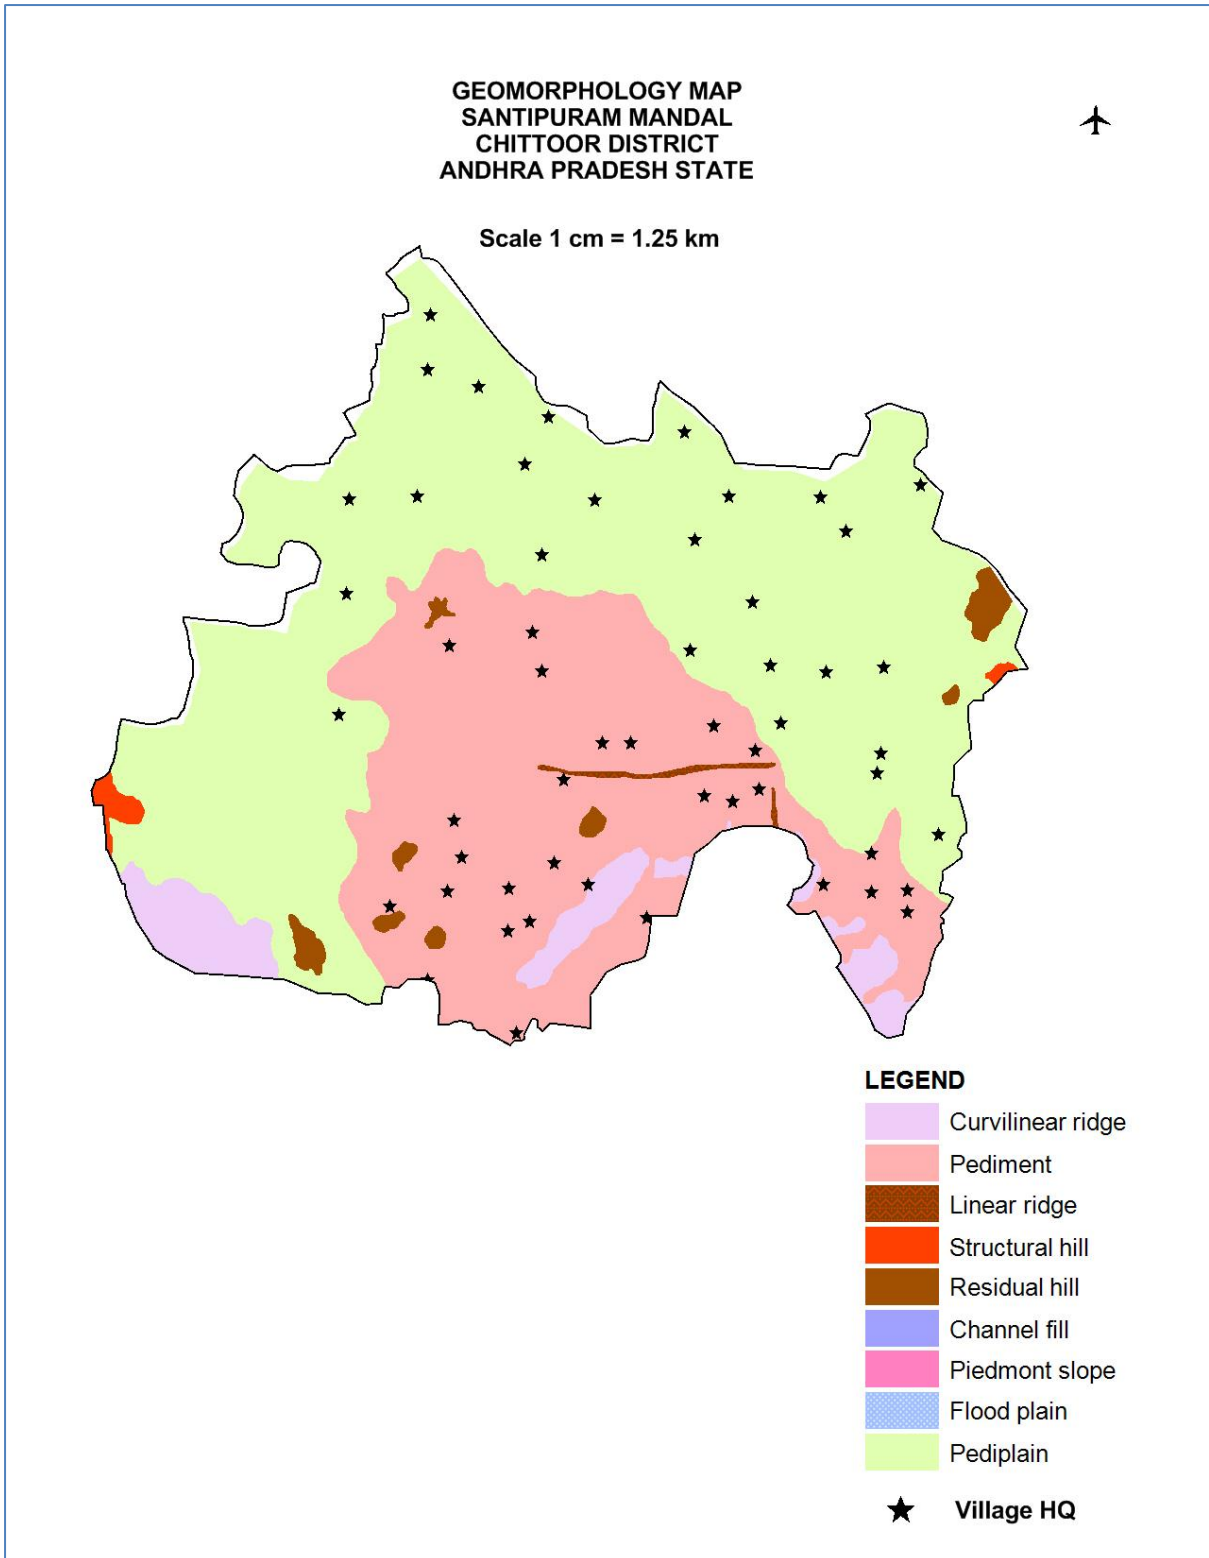 GEOMORPHOLOGY MAP
SANTIPURAM MANDAL
CHITTOOR DISTRICT
ANDHRA PRADESH STATE
Scale 1 cm = 1.25 km
LEGEND
Curvilinear ridge
Pediment
Linear ridge
Structural hill
Residual hill
Channel fill
Piedmont slope
Flood plain
Pediplain
Village HQ